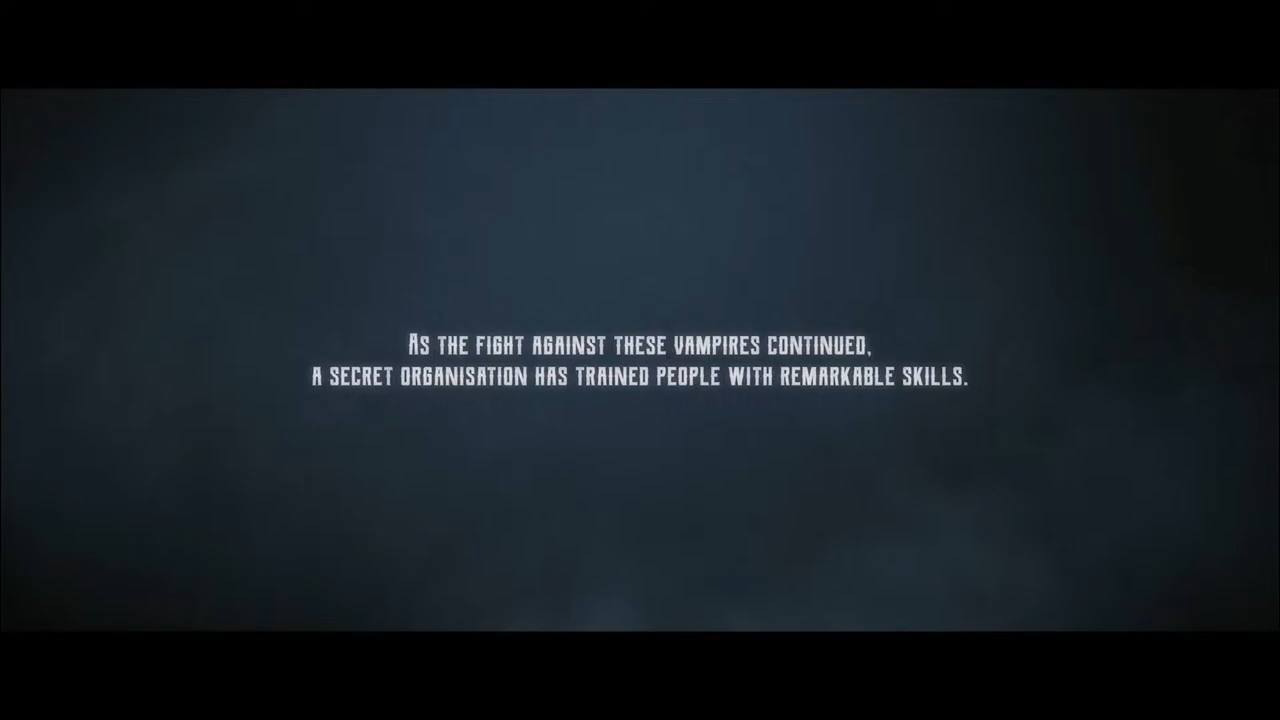 As the fight against these vampires continued,
a secret organisation has trained people with remarkable skills.